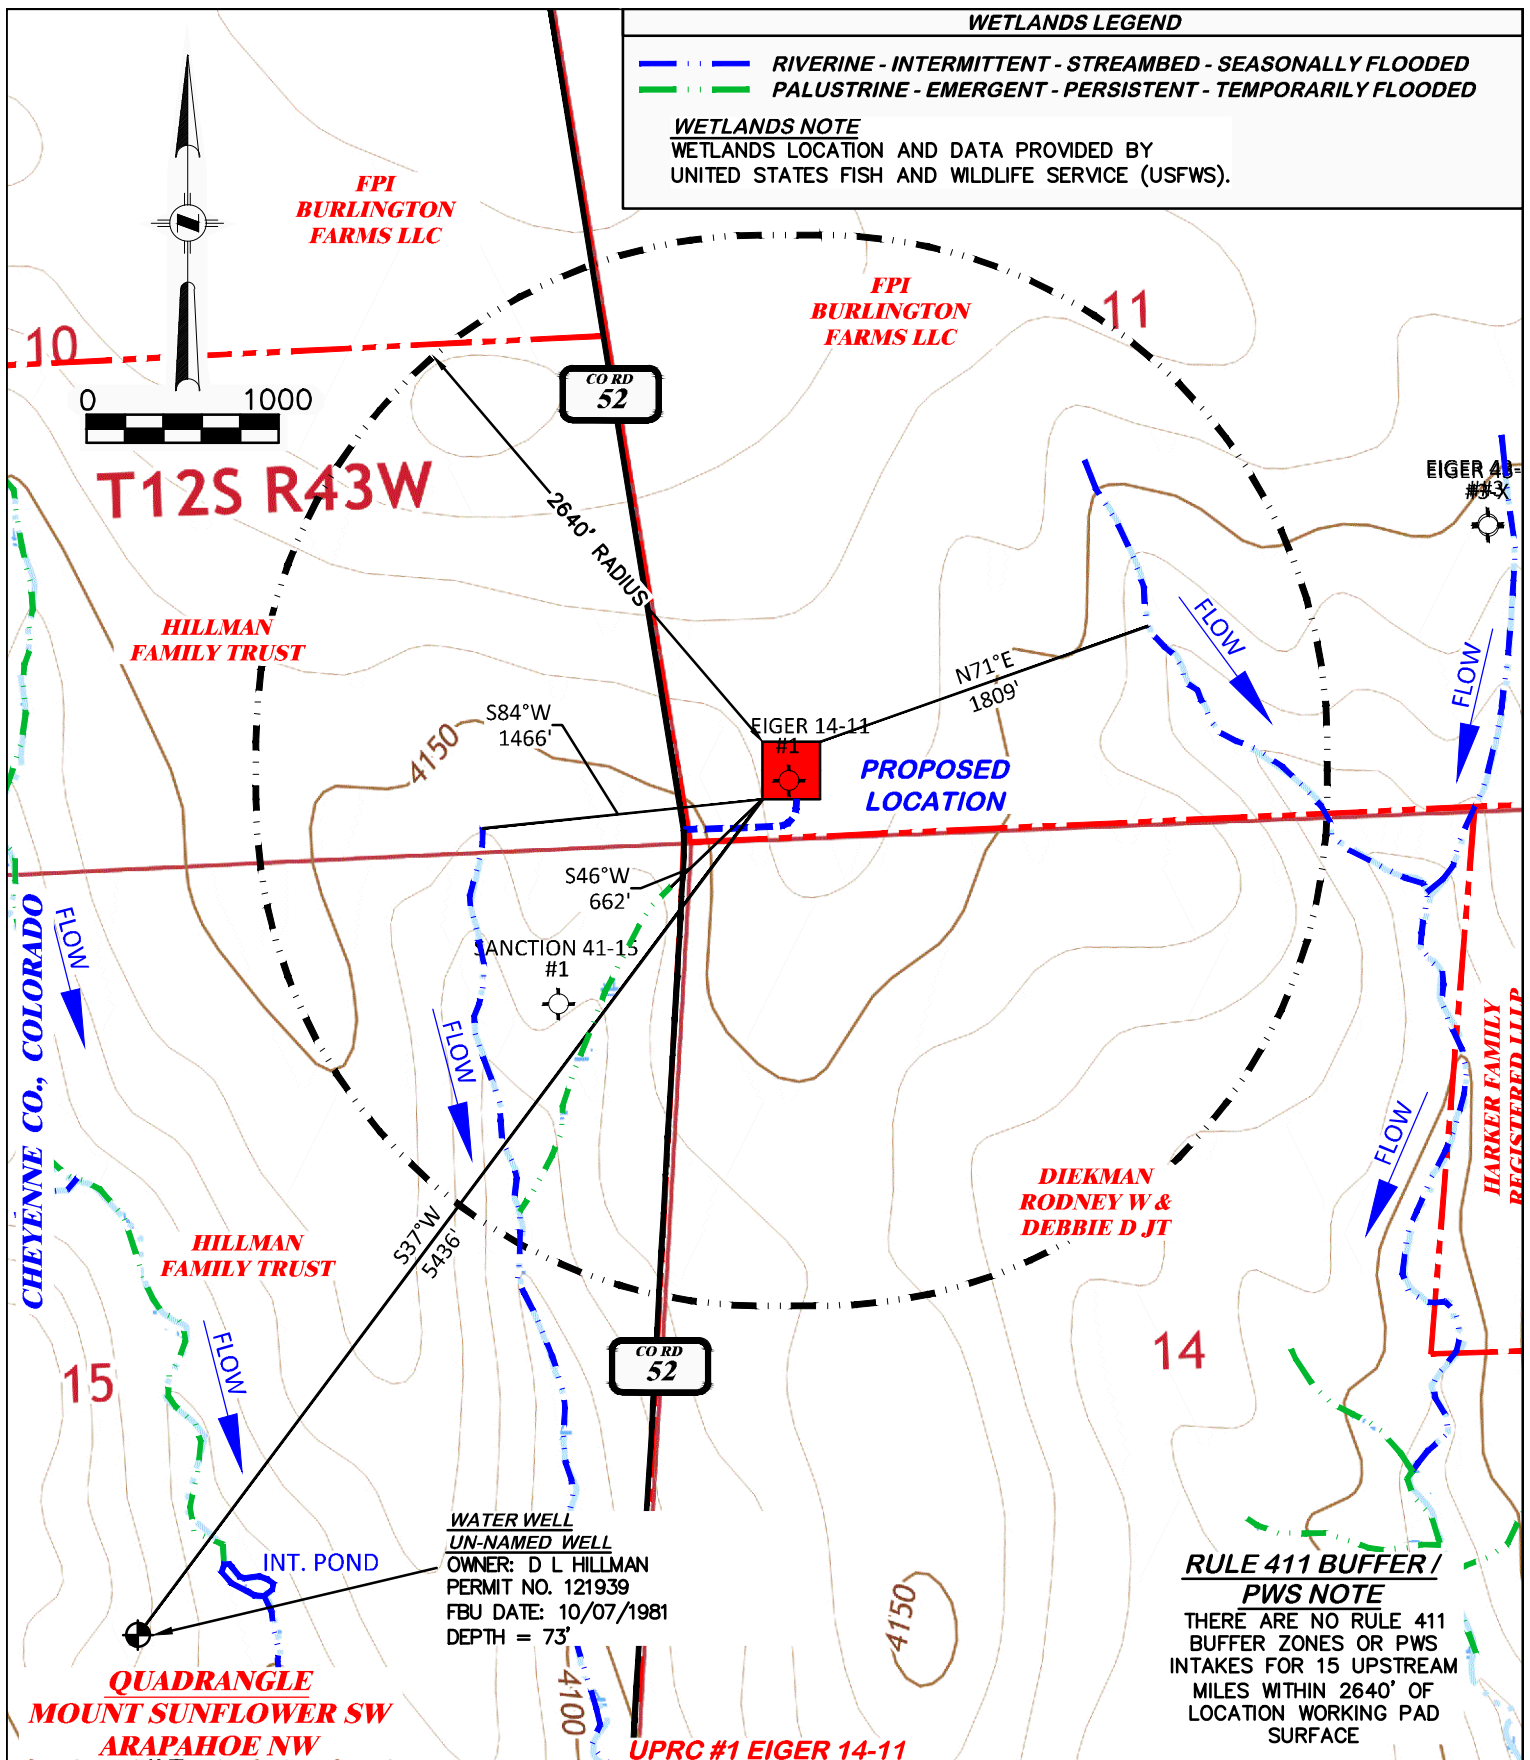 WETLANDS LEGEND
RIVERINE - INTERMITTENT - STREAMBED - SEASONALLY FLOODED
PALUSTRINE - EMERGENT - PERSISTENT - TEMPORARILY FLOODED
WETLANDS NOTE
WETLANDS LOCATION AND DATA PROVIDED BY
UNITED STATES FISH AND WILDLIFE SERVICE (USFWS).
FPI
BURLINGTON
FARMS LLC
FPI
BURLINGTON
FARMS LLC
11
10
0 1000
CO RD
52
T12S R43W
EIGER 43-
2640' RADIUS
HILLMAN
FAMILY TRUST
FLOW
FLOW
N71°E
1809'
S84°W
1466'
4150
EIGER 14-11
#1
PROPOSED
LOCATION
S46°W
662'
SANCTION 41-15
#1
FLOW
CHEYENNE CO., COLORADO
FLOW
HARKER FAMILY
REGISTERED LLLP
FLOW
DIEKMAN
RODNEY W &
DEBBIE D JT
S37°W
5436'
HILLMAN
FAMILY TRUST
FLOW
CO RD
52
14
15
WATER WELL
UN-NAMED WELL
OWNER: D L HILLMAN
PERMIT NO. 121939
FBU DATE: 10/07/1981
DEPTH = 73'
INT. POND
4150
RULE 411 BUFFER /
PWS NOTE
THERE ARE NO RULE 411
BUFFER ZONES OR PWS
INTAKES FOR 15 UPSTREAM
MILES WITHIN 2640' OF
LOCATION WORKING PAD
SURFACE
4100
QUADRANGLE
MOUNT SUNFLOWER SW
ARAPAHOE NW
UPRC #1 EIGER 14-11